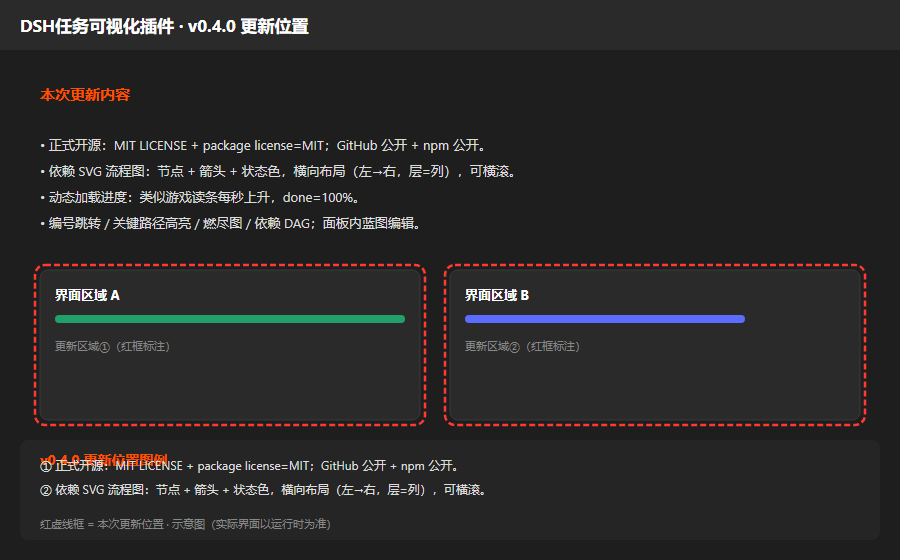 DSH任务可视化插件 · v0.4.0 更新位置
本次更新内容
• 正式开源：MIT LICENSE + package license=MIT；GitHub 公开 + npm 公开。
• 依赖 SVG 流程图：节点 + 箭头 + 状态色，横向布局（左→右，层=列），可横滚。
• 动态加载进度：类似游戏读条每秒上升，done=100%。
• 编号跳转 / 关键路径高亮 / 燃尽图 / 依赖 DAG；面板内蓝图编辑。
界面区域 A
更新区域①（红框标注）
界面区域 B
更新区域②（红框标注）
v0.4.0 更新位置图例
① 正式开源：MIT LICENSE + package license=MIT；GitHub 公开 + npm 公开。
② 依赖 SVG 流程图：节点 + 箭头 + 状态色，横向布局（左→右，层=列），可横滚。
红虚线框 = 本次更新位置 · 示意图（实际界面以运行时为准）